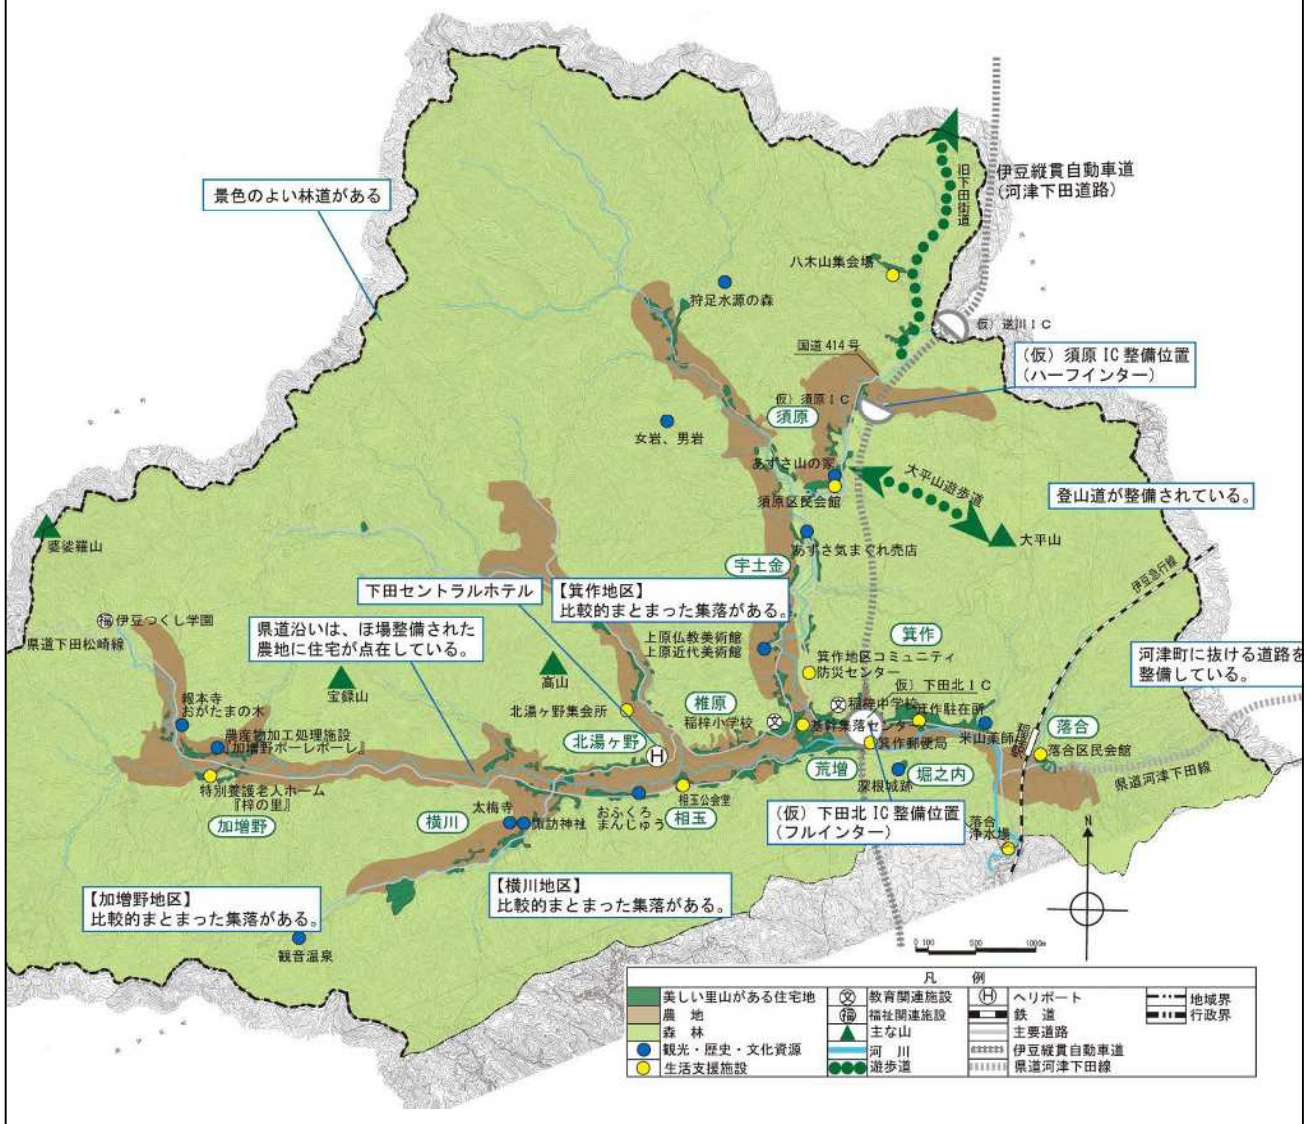 景色のよい林道がある
伊豆縦貫自動車道
(河津下田道路)
旧下田街道
八木山集会場
狩足水源の森
仮）逆川ＩＣ
国道414号
（仮）須原IC整備位置
（ハーフインター）
仮）須原ＩＣ
須原
女岩、男岩
あずさ山の家
須原区民会館
大平山遊歩道
登山道が整備されている。
大平山
婆娑羅山
あずさ気まぐれ売店
宇土金
伊豆急行線
下田セントラルホテル
【箕作地区】
比較的まとまった集落がある。
福 伊豆つくし学園
県道下田松崎線
県道沿いは、ほ場整備された
農地に住宅が点在している。
上原仏教美術館
上原近代美術館
箕作
箕作地区コミュニティ
防災センター
河津町に抜ける道路を
整備している。
宝録山
高山
仮）下田北ＩＣ
報本寺
おがたまの木
北湯ヶ野集会所
椎原
稲梓小学校
文
文 稲梓中学校
箕作駐在所
基幹集落センター
農産物加工処理施設
『加増野ポーレポーレ』
北湯ヶ野
H
箕作郵便局
米山薬師
稲梓駅
落合
落合区民会館
特別養護老人ホーム
『梓の里』
荒増
深根城跡
堀之内
県道河津下田線
加増野
太梅寺
横川
諏訪神社
おふくろ
まんじゅう
相玉公会堂
相玉
（仮）下田北IC整備位置
（フルインター）
落合
浄水場
N
【加増野地区】
比較的まとまった集落がある。
【横川地区】
比較的まとまった集落がある。
観音温泉
0 100 500 1000m
凡 例
美しい里山がある住宅地
農 地
森 林
観光・歴史・文化資源
生活支援施設
文 教育関連施設
福 福祉関連施設
主な山
河 川
遊歩道
H ヘリポート
鉄 道
主要道路
伊豆縦貫自動車道
県道河津下田線
地域界
行政界